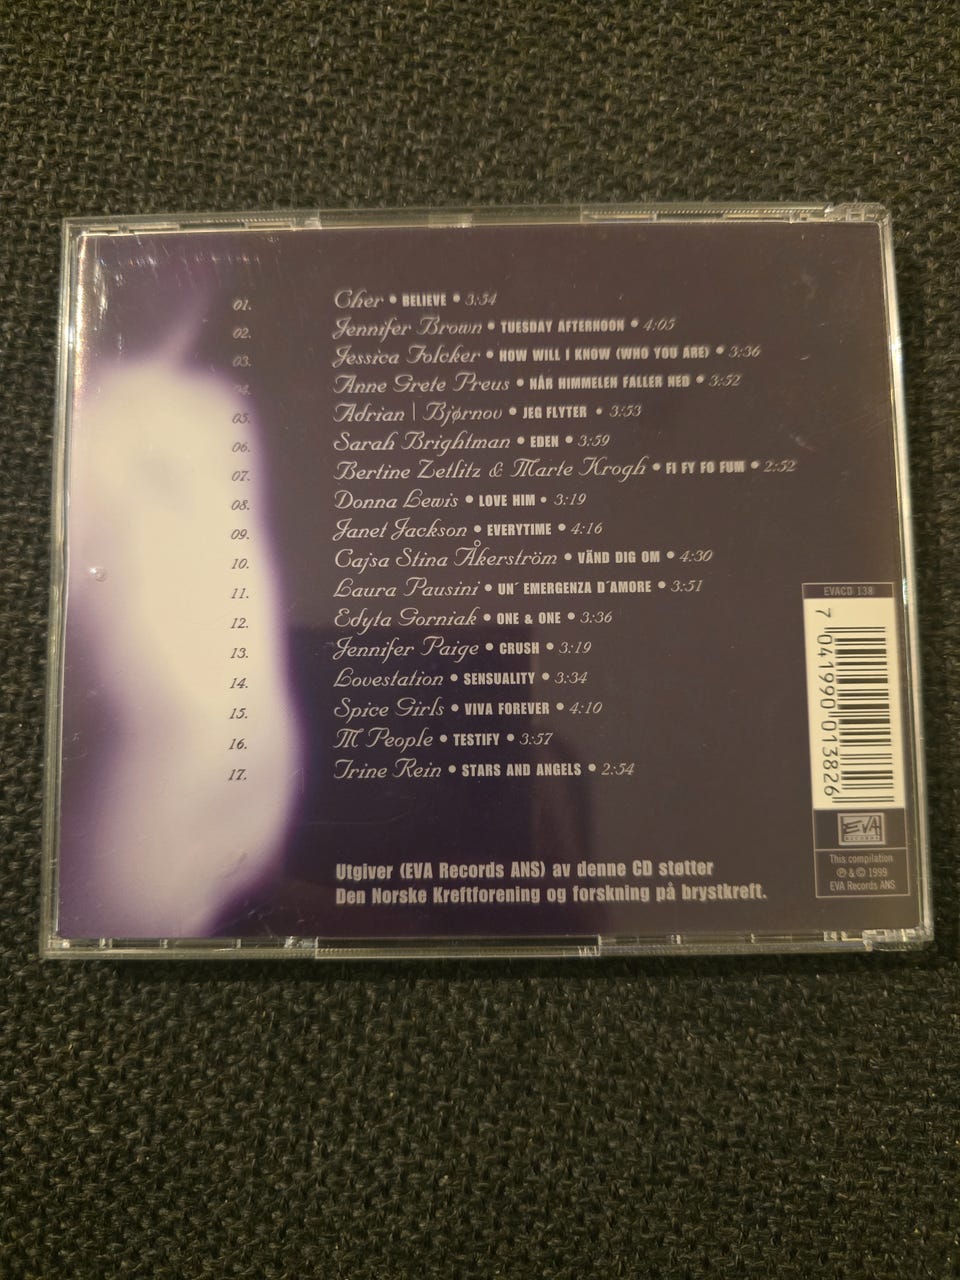 01. Cher • BELIEVE • 3:54
02. Jennifer Brown • TUESDAY AFTERNOON • 4:05
03. Jessica Folcker • HOW WILL I KNOW (WHO YOU ARE) • 3:36
04. Anne Grete Preus • NÅR HIMMELEN FALLER NED • 3:52
05. Adrian | Bjørnov • JEG FLYTER • 3:53
06. Sarah Brightman • EDEN • 3:59
07. Bertine Zetlitz & Marte Krogh • FI FY FO FUM • 2:52
08. Donna Lewis • LOVE HIM • 3:19
09. Janet Jackson • EVERYTIME • 4:16
10. Cajsa Stina Åkerström • VÄND DIG OM • 4:30
11. Laura Pausini • UN´ EMERGENZA D´AMORE • 3:51
12. Edyta Gorniak • ONE & ONE • 3:36
13. Jennifer Paige • CRUSH • 3:19
14. Lovestation • SENSUALITY • 3:34
15. Spice Girls • VIVA FOREVER • 4:10
16. M People • TESTIFY • 3:57
17. Trine Rein • STARS AND ANGELS • 2:54
Utgiver (EVA Records ANS) av denne CD støtter
Den Norske Kreftforening og forskning på brystkreft.
EVACD 138
7 041990 013826
EVA
RECORDS
This compilation
℗ & © 1999
EVA Records ANS